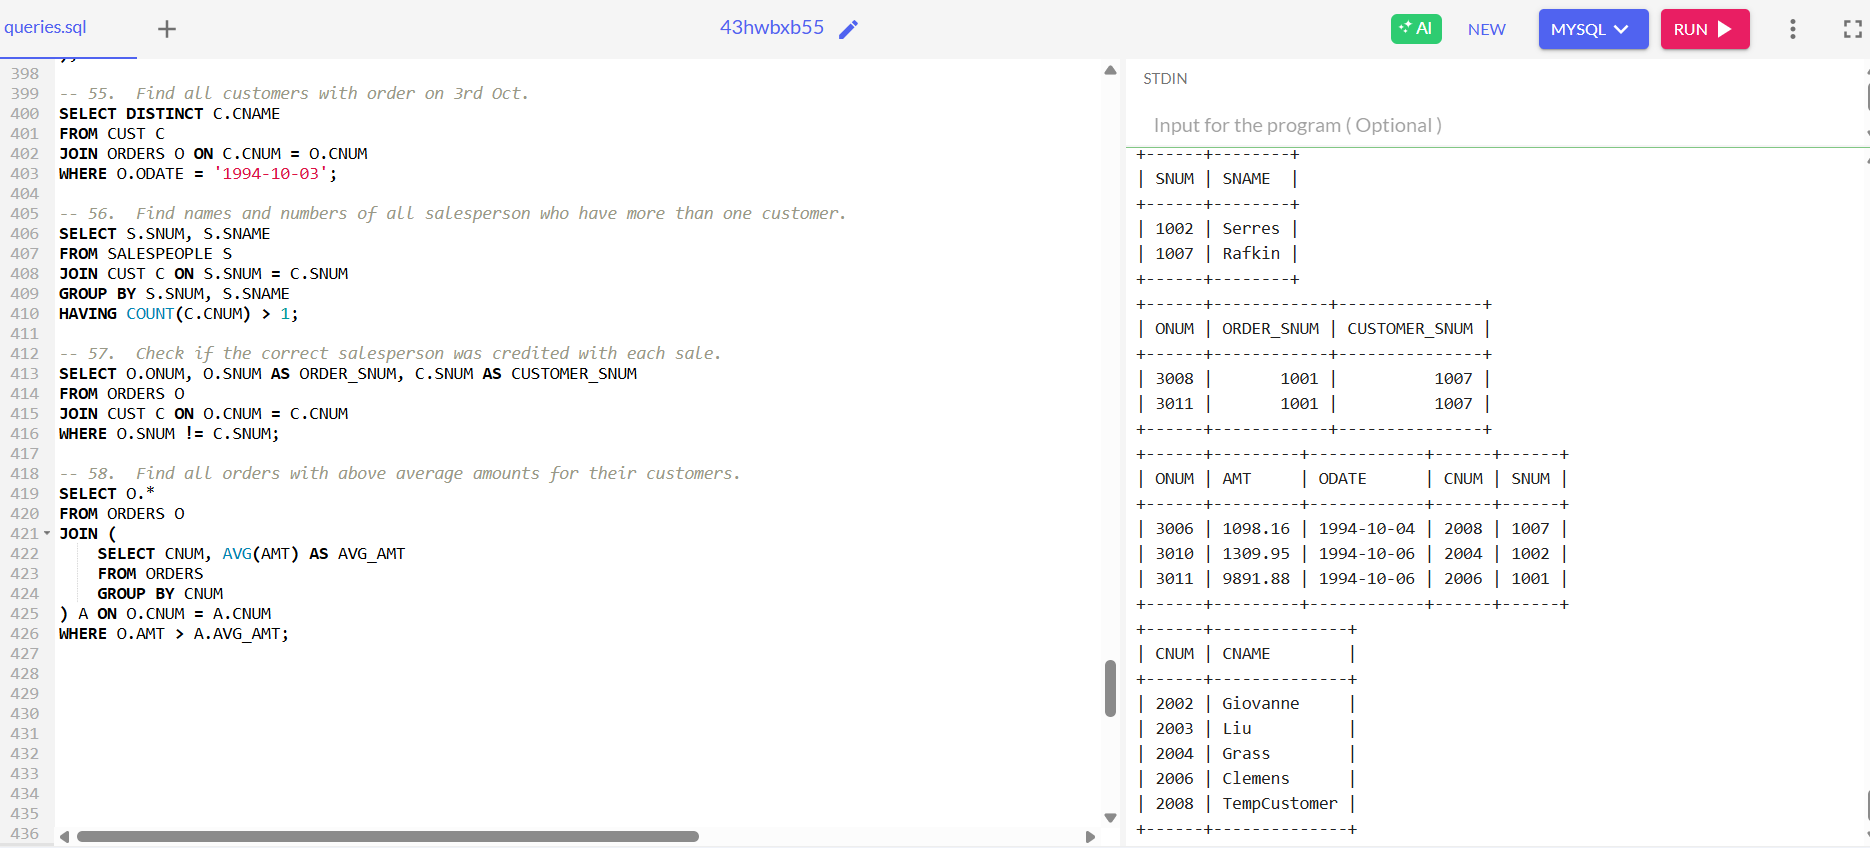 queries.sql
43hwbxb55
AI
NEW
MYSQL
RUN
398
399 -- 55.  Find all customers with order on 3rd Oct.
400 SELECT DISTINCT C.CNAME
401 FROM CUST C
402 JOIN ORDERS O ON C.CNUM = O.CNUM
403 WHERE O.ODATE = '1994-10-03';
404
405 -- 56.  Find names and numbers of all salesperson who have more than one customer.
406 SELECT S.SNUM, S.SNAME
407 FROM SALESPEOPLE S
408 JOIN CUST C ON S.SNUM = C.SNUM
409 GROUP BY S.SNUM, S.SNAME
410 HAVING COUNT(C.CNUM) > 1;
411
412 -- 57.  Check if the correct salesperson was credited with each sale.
413 SELECT O.ONUM, O.SNUM AS ORDER_SNUM, C.SNUM AS CUSTOMER_SNUM
414 FROM ORDERS O
415 JOIN CUST C ON O.CNUM = C.CNUM
416 WHERE O.SNUM != C.SNUM;
417
418 -- 58.  Find all orders with above average amounts for their customers.
419 SELECT O.*
420 FROM ORDERS O
421 JOIN (
422     SELECT CNUM, AVG(AMT) AS AVG_AMT
423     FROM ORDERS
424     GROUP BY CNUM
425 ) A ON O.CNUM = A.CNUM
426 WHERE O.AMT > A.AVG_AMT;
427
428
429
430
431
432
433
434
435
436
STDIN
Input for the program ( Optional )
+------+--------+
| SNUM | SNAME  |
+------+--------+
| 1002 | Serres |
| 1007 | Rafkin |
+------+--------+
+------+------------+---------------+
| ONUM | ORDER_SNUM | CUSTOMER_SNUM |
+------+------------+---------------+
| 3008 |       1001 |          1007 |
| 3011 |       1001 |          1007 |
+------+------------+---------------+
+------+---------+------------+------+------+
| ONUM | AMT     | ODATE      | CNUM | SNUM |
+------+---------+------------+------+------+
| 3006 | 1098.16 | 1994-10-04 | 2008 | 1007 |
| 3010 | 1309.95 | 1994-10-06 | 2004 | 1002 |
| 3011 | 9891.88 | 1994-10-06 | 2006 | 1001 |
+------+---------+------------+------+------+
+------+--------------+
| CNUM | CNAME        |
+------+--------------+
| 2002 | Giovanne     |
| 2003 | Liu          |
| 2004 | Grass        |
| 2006 | Clemens      |
| 2008 | TempCustomer |
+------+--------------+